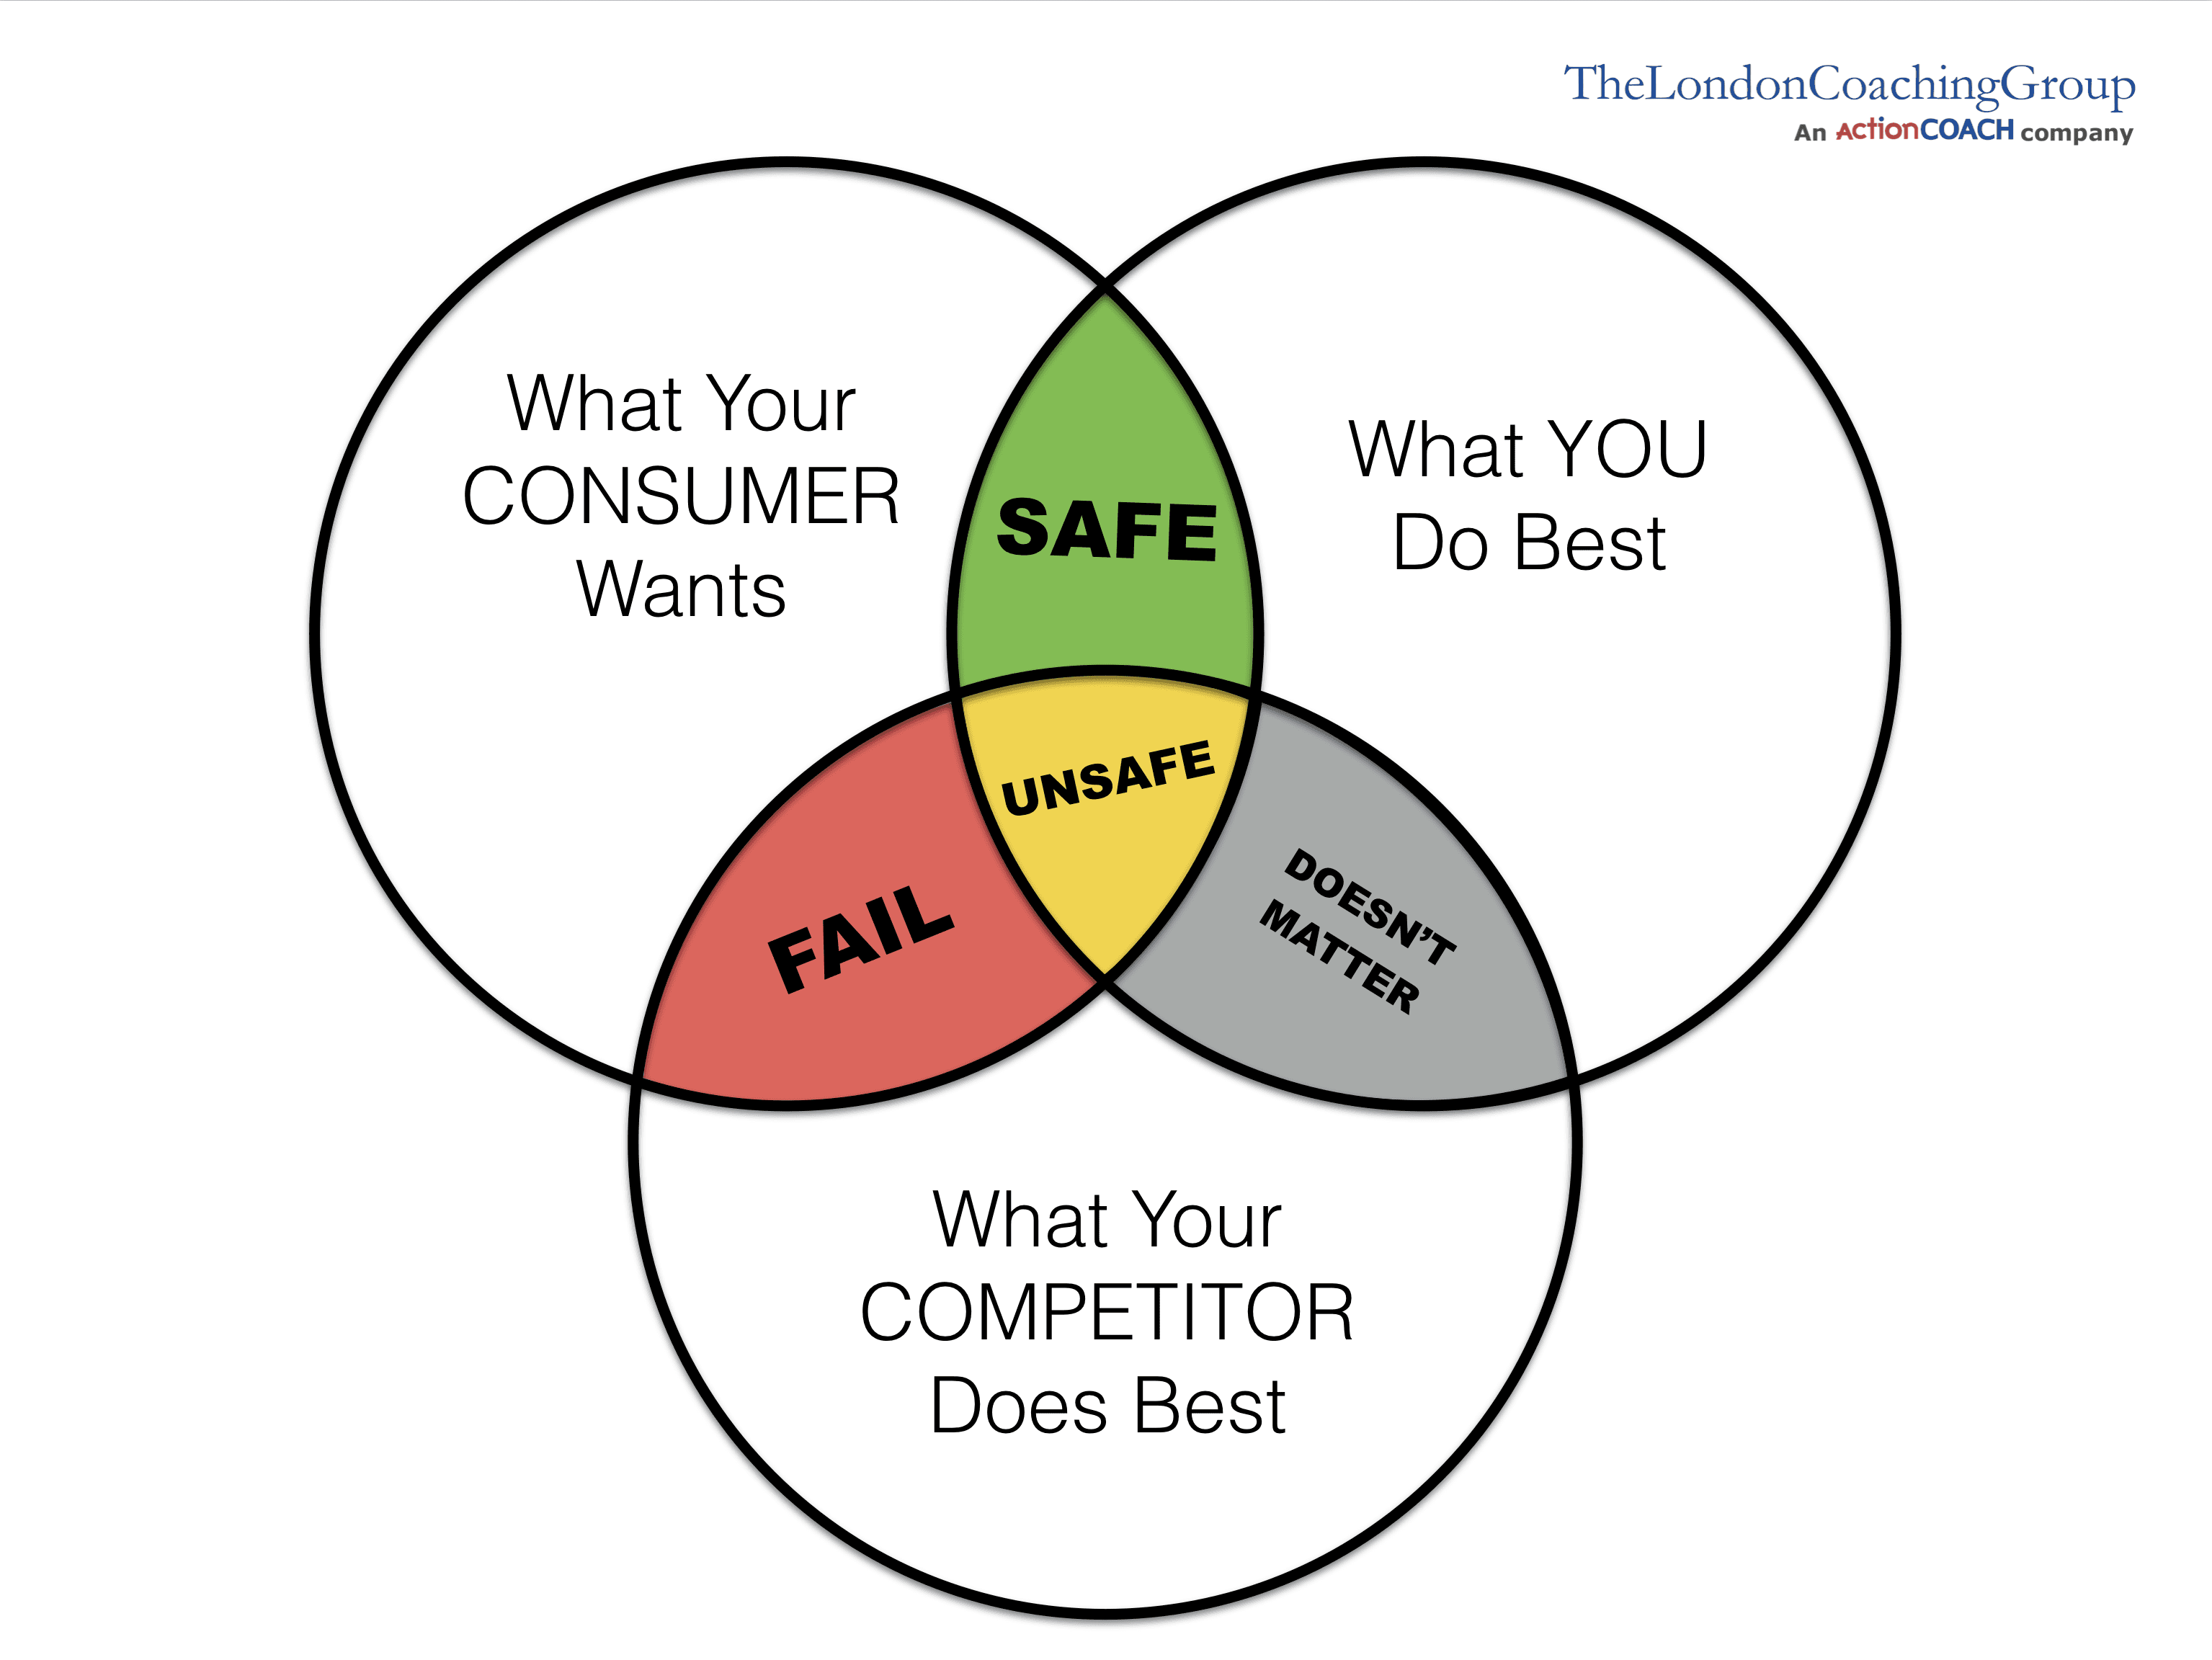 TheLondonCoachingGroup
An ActionCOACH company
What Your
CONSUMER
Wants
What YOU
Do Best
SAFE
UNSAFE
FAIL
DOESN'T
MATTER
What Your
COMPETITOR
Does Best